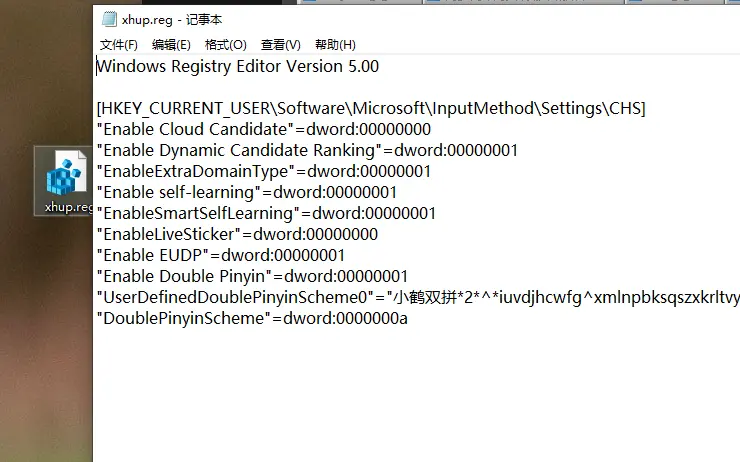 xhup.reg - 记事本
文件(F) 编辑(E) 格式(O) 查看(V) 帮助(H)
Windows Registry Editor Version 5.00
[HKEY_CURRENT_USER\Software\Microsoft\InputMethod\Settings\CHS]
"Enable Cloud Candidate"=dword:00000000
"Enable Dynamic Candidate Ranking"=dword:00000001
"EnableExtraDomainType"=dword:00000001
"Enable self-learning"=dword:00000001
"EnableSmartSelfLearning"=dword:00000001
"EnableLiveSticker"=dword:00000000
"Enable EUDP"=dword:00000001
"Enable Double Pinyin"=dword:00000001
"UserDefinedDoublePinyinScheme0"="小鹤双拼*2*^*iuvdjhcwfg^xmlnpbksqszxkrltvy
"DoublePinyinScheme"=dword:0000000a
xhup.reg